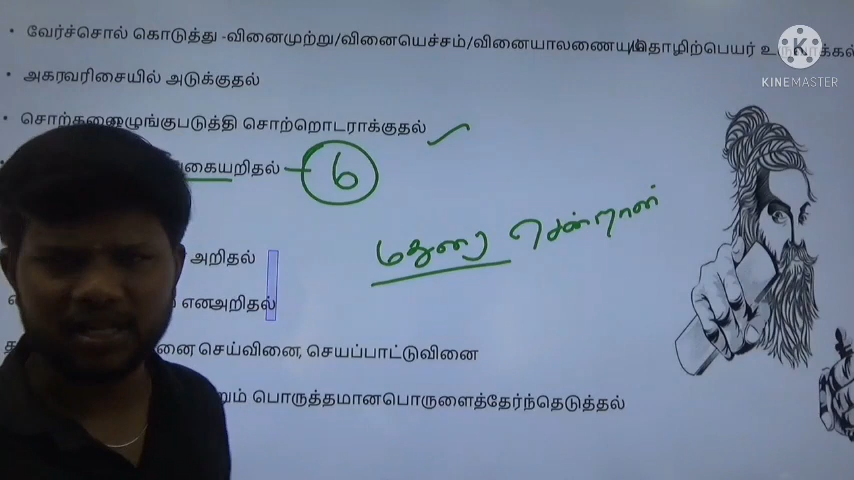 • வேர்ச்சொல் கொடுத்து -வினைமுற்று/வினையெச்சம்/வினையாலணையும்/தொழிற்பெயர்
KINEMASTER
• அகரவரிசையில் அடுக்குதல்
• சொற்களைஒழுங்குபடுத்தி சொற்றொடராக்குதல்
கையறிதல் – 6
மதுரை சென்றான்
அறிதல்
எனஅறிதல்
செய்வினை, செயப்பாட்டுவினை
பொருத்தமானபொருளைத்தேர்ந்தெடுத்தல்